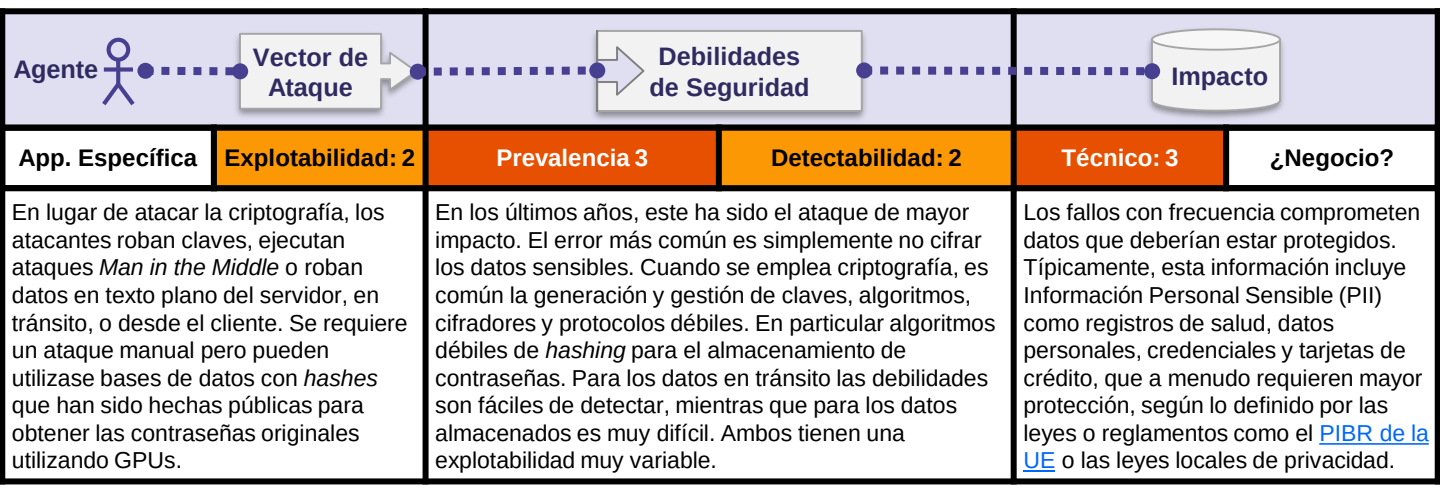 Agente
Vector de
Ataque
Debilidades
de Seguridad
Impacto
App. Específica
Explotabilidad: 2
Prevalencia 3
Detectabilidad: 2
Técnico: 3
¿Negocio?
En lugar de atacar la criptografía, los
atacantes roban claves, ejecutan
ataques Man in the Middle o roban
datos en texto plano del servidor, en
tránsito, o desde el cliente. Se requiere
un ataque manual pero pueden
utilizase bases de datos con hashes
que han sido hechas públicas para
obtener las contraseñas originales
utilizando GPUs.
En los últimos años, este ha sido el ataque de mayor
impacto. El error más común es simplemente no cifrar
los datos sensibles. Cuando se emplea criptografía, es
común la generación y gestión de claves, algoritmos,
cifradores y protocolos débiles. En particular algoritmos
débiles de hashing para el almacenamiento de
contraseñas. Para los datos en tránsito las debilidades
son fáciles de detectar, mientras que para los datos
almacenados es muy difícil. Ambos tienen una
explotabilidad muy variable.
Los fallos con frecuencia comprometen
datos que deberían estar protegidos.
Típicamente, esta información incluye
Información Personal Sensible (PII)
como registros de salud, datos
personales, credenciales y tarjetas de
crédito, que a menudo requieren mayor
protección, según lo definido por las
leyes o reglamentos como el PIBR de la
UE o las leyes locales de privacidad.